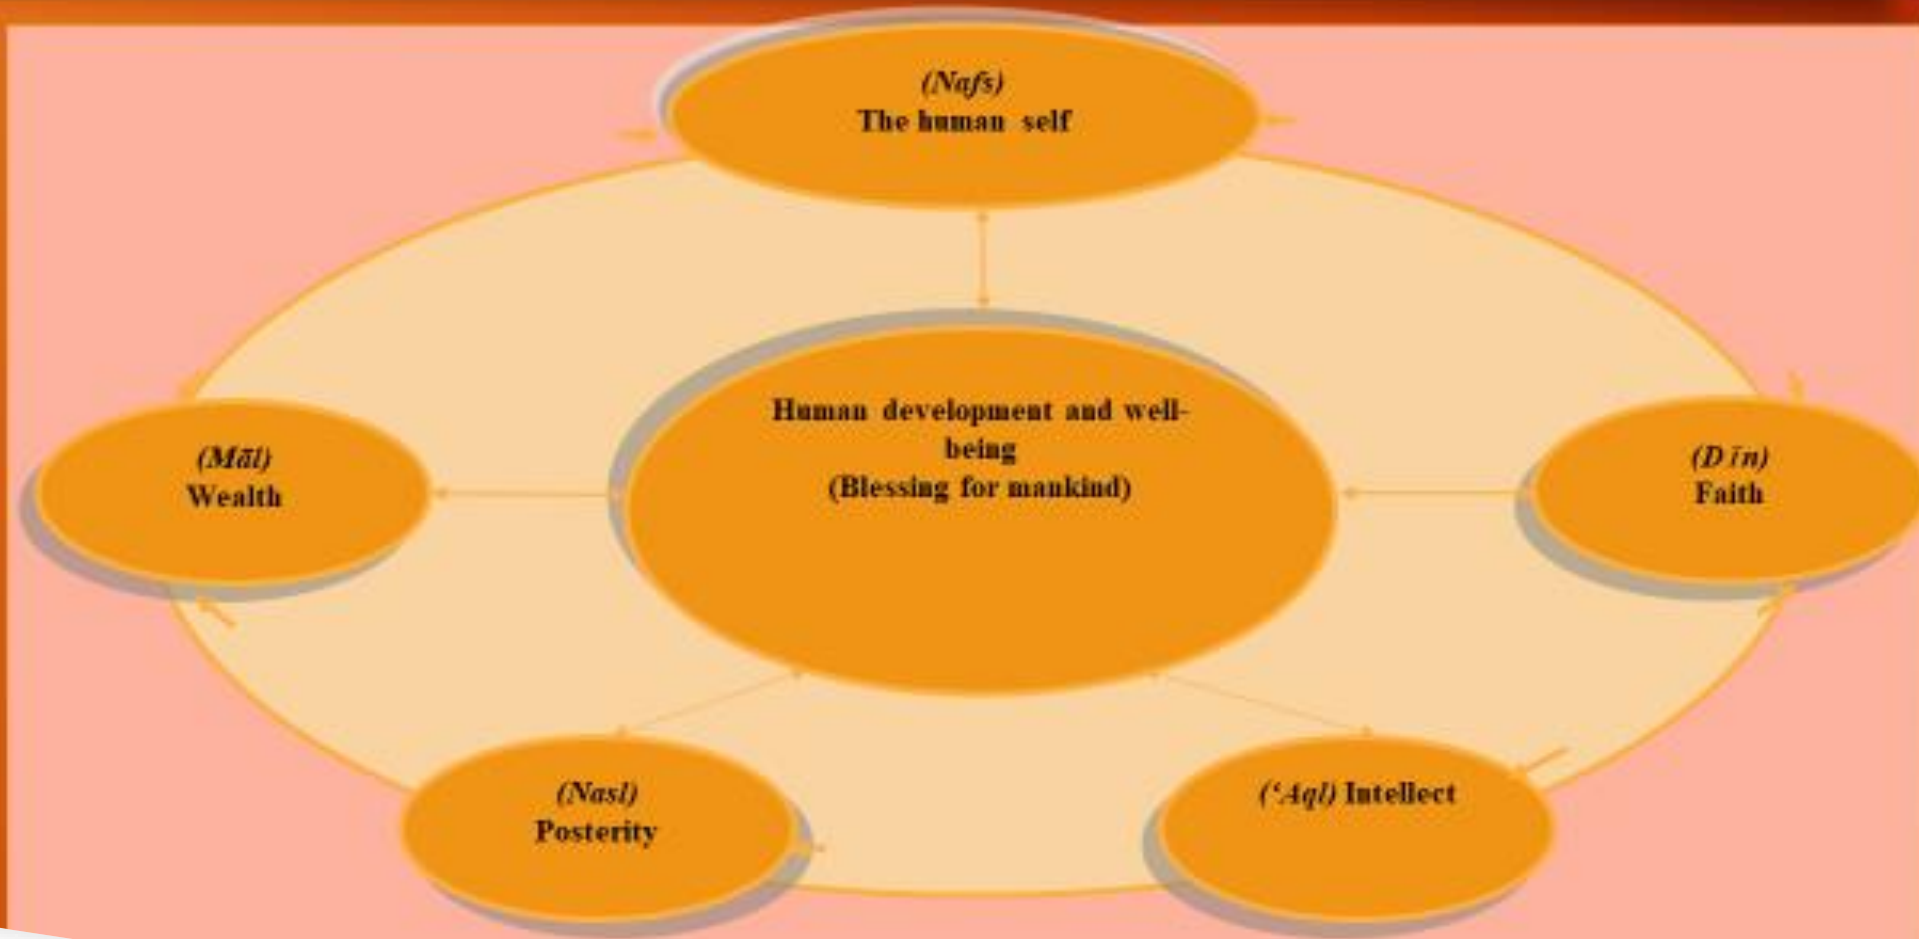 (Nafs)
The human self
Human development and well-
being
(Blessing for mankind)
(Māl)
Wealth
(Dīn)
Faith
(Nasl)
Posterity
(‘Aql) Intellect